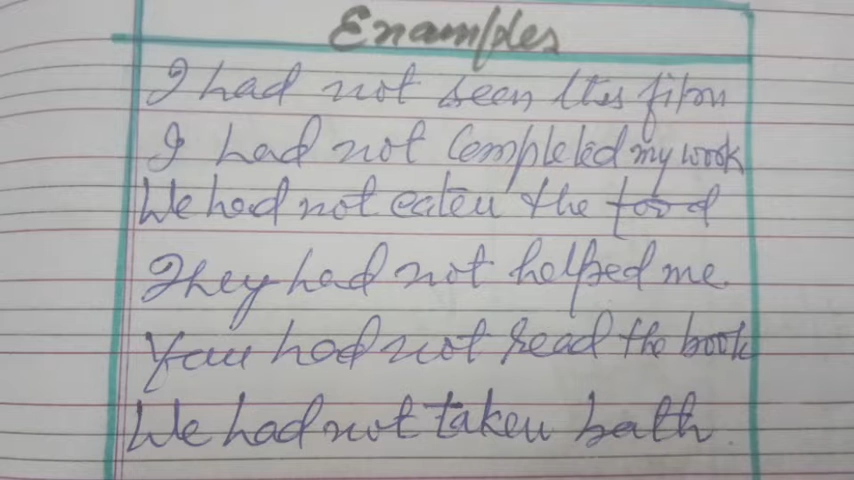 Examples
I had not seen this film
I had not Completed my work
We had not eaten the food
They had not helped me.
You had not read the book
We had not taken bath.